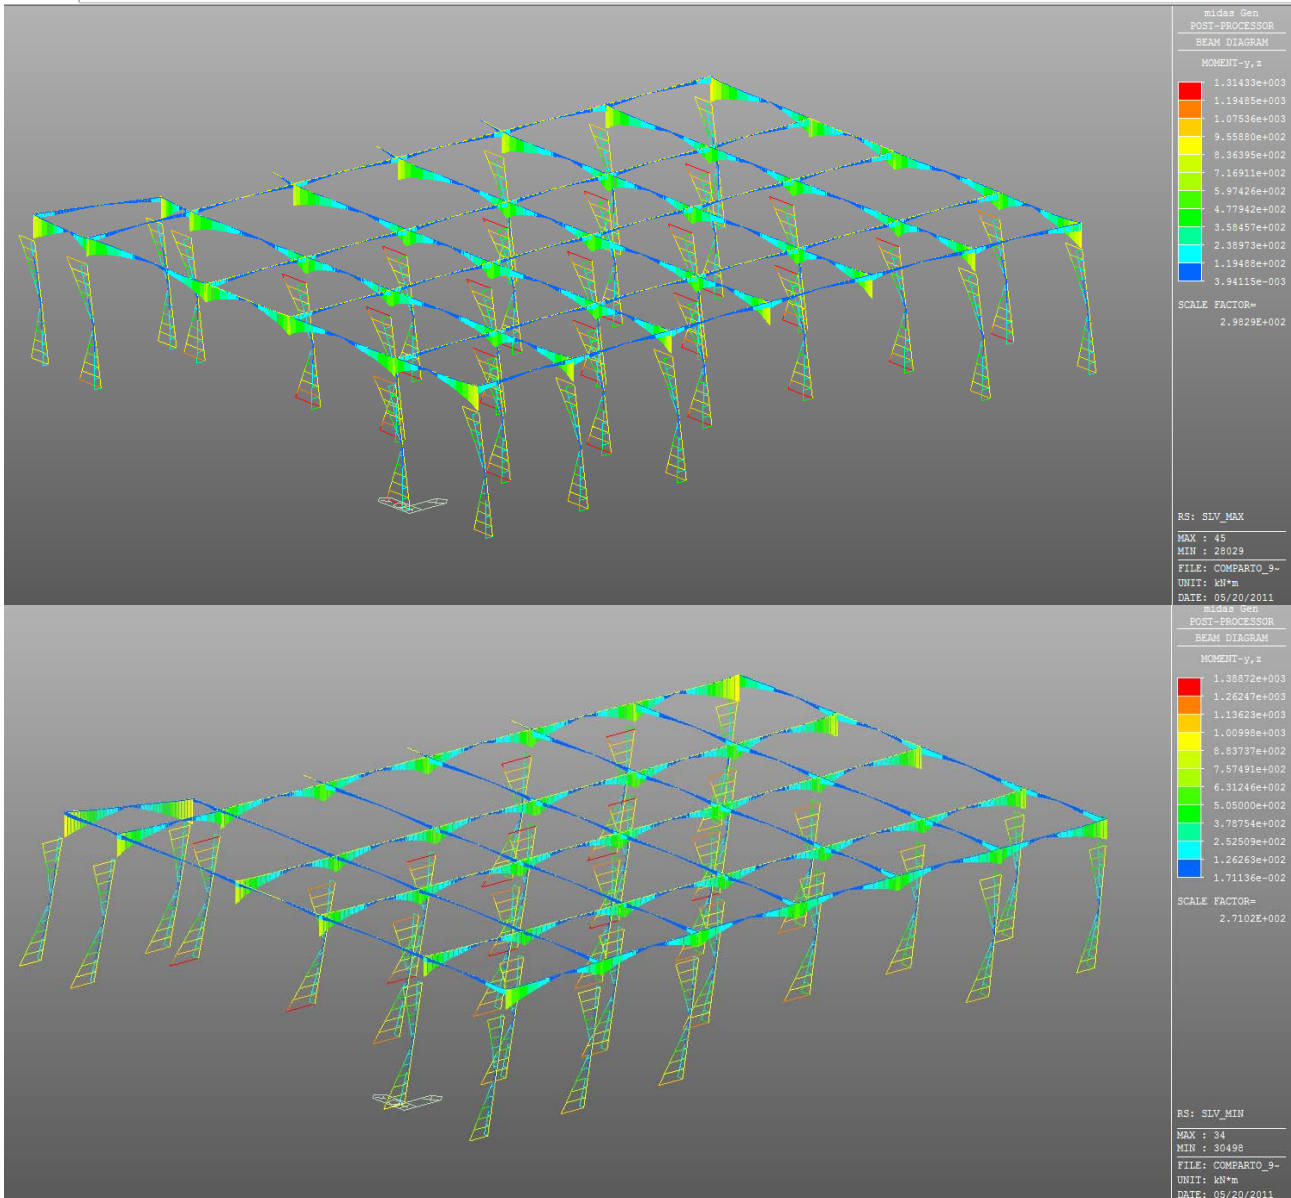 midas Gen
POST-PROCESSOR
BEAM DIAGRAM
MOMENT-y,z
1.31433e+003
1.19485e+003
1.07536e+003
9.55880e+002
8.36395e+002
7.16911e+002
5.97426e+002
4.77942e+002
3.58457e+002
2.38973e+002
1.19488e+002
3.94115e-003
SCALE FACTOR=
2.9829E+002
RS: SLV_MAX
MAX : 45
MIN : 28029
FILE: COMPARTO_9~
UNIT: kN*m
DATE: 05/20/2011
midas Gen
POST-PROCESSOR
BEAM DIAGRAM
MOMENT-y,z
1.38872e+003
1.26247e+003
1.13623e+003
1.00998e+003
8.83737e+002
7.57491e+002
6.31246e+002
5.05000e+002
3.78754e+002
2.52509e+002
1.26263e+002
1.71136e-002
SCALE FACTOR=
2.7102E+002
RS: SLV_MIN
MAX : 34
MIN : 30498
FILE: COMPARTO_9~
UNIT: kN*m
DATE: 05/20/2011